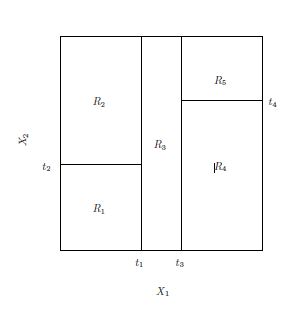 R₅
R₂
t₄
X₂
R₃
t₂
R₄
R₁
t₁
t₃
X₁